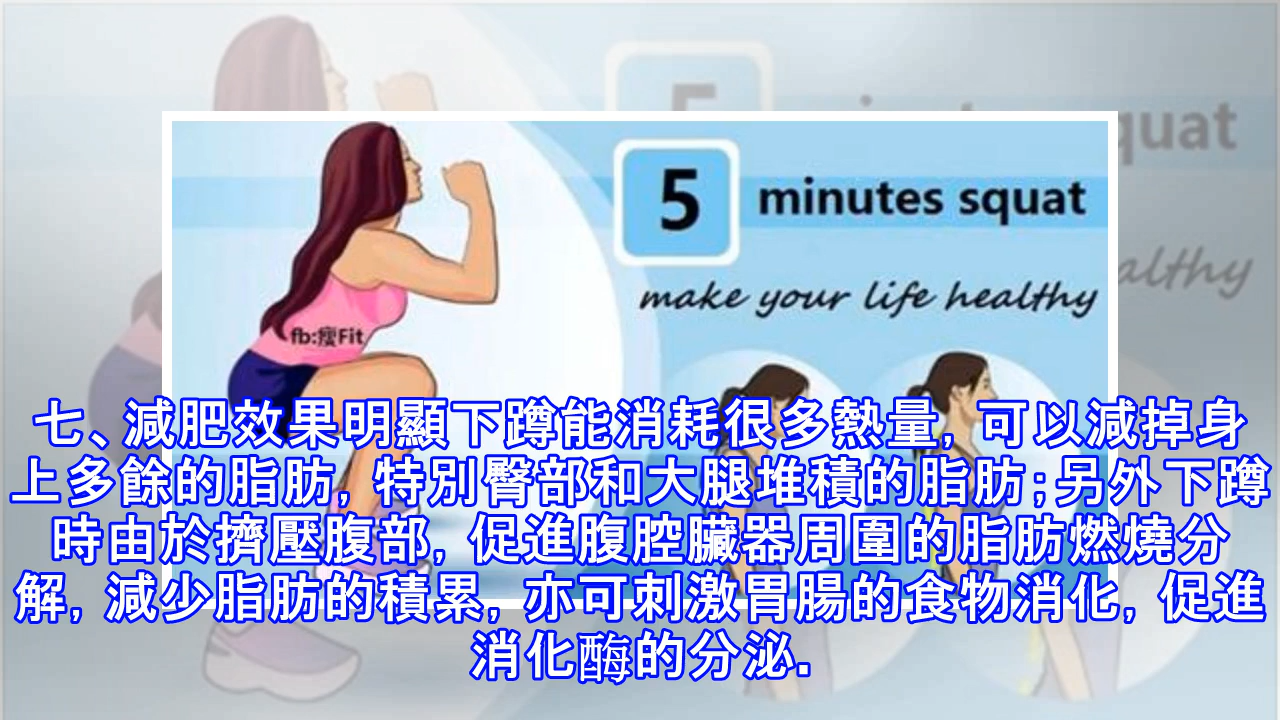 5 minutes squat
make your life healthy
fb:瘦Fit
七、減肥效果明顯下蹲能消耗很多熱量, 可以減掉身
上多餘的脂肪, 特別臀部和大腿堆積的脂肪;另外下蹲
時由於擠壓腹部, 促進腹腔臟器周圍的脂肪燃燒分
解, 減少脂肪的積累, 亦可刺激胃腸的食物消化, 促進
消化酶的分泌.